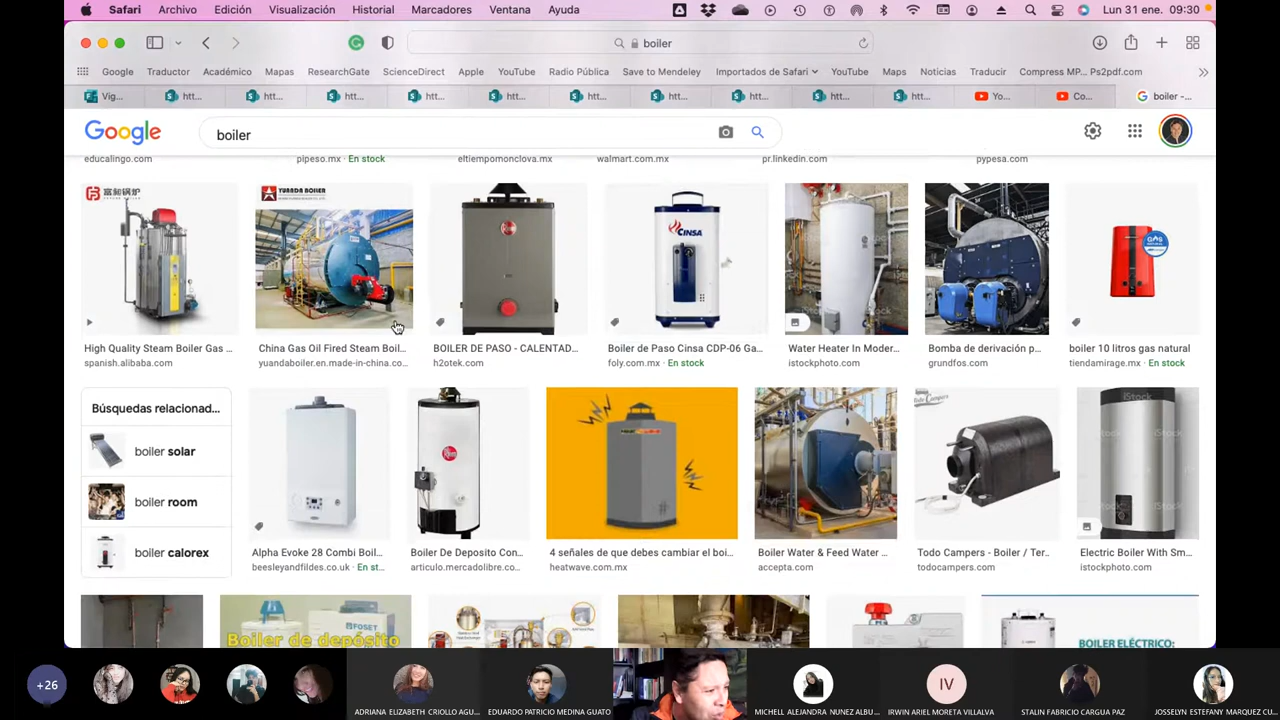 Safari Archivo Edición Visualización Historial Marcadores Ventana Ayuda Lun 31 ene. 09:30
boiler
Google Traductor Académico Mapas ResearchGate ScienceDirect Apple YouTube Radio Pública Save to Mendeley Importados de Safari YouTube Maps Noticias Traducir Compress MP... Ps2pdf.com
Vig... htt... htt... htt... htt... htt... htt... htt... htt... htt... Yo... Co... boiler -...
Google boiler
educalingo.com pipeso.mx · En stock eltiempomonclova.mx walmart.com.mx pr.linkedin.com pypesa.com
YUANDA BOILER
CINSA
High Quality Steam Boiler Gas ... China Gas Oil Fired Steam Boil... BOILER DE PASO - CALENTAD... Boiler de Paso Cinsa CDP-06 Ga... Water Heater In Moder... Bomba de derivación p... boiler 10 litros gas natural
spanish.alibaba.com yuandaboiler.en.made-in-china.co... h2otek.com foly.com.mx · En stock istockphoto.com grundfos.com tiendamirage.mx · En stock
Búsquedas relacionad...
boiler solar
boiler room
boiler calorex
iStock
Alpha Evoke 28 Combi Boil... Boiler De Deposito Con... 4 señales de que debes cambiar el boi... Boiler Water & Feed Water ... Todo Campers - Boiler / Ter... Electric Boiler With Sm...
beesleyandfildes.co.uk · En st... articulo.mercadolibre.co... heatwave.com.mx accepta.com todocampers.com istockphoto.com
Boiler de depósito
FOSET
BOILER ELÉCTRICO:
+26
IV
ADRIANA ELIZABETH CRIOLLO AGU... EDUARDO PATRICIO MEDINA GUATO MICHELL ALEJANDRA NUNEZ ALBU... IRWIN ARIEL MORETA VILLALVA STALIN FABRICIO CARGUA PAZ JOSSELYN ESTEFANY MARQUEZ CU...